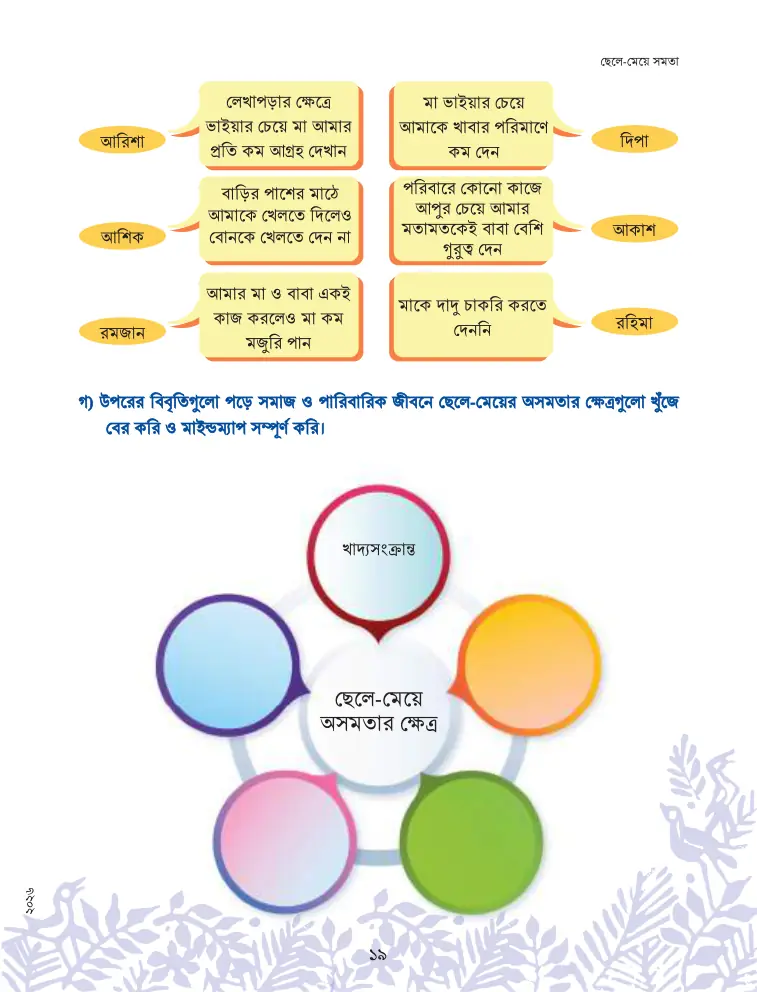 ছেলে-মেয়ে সমতা
আরিশা
লেখাপড়ার ক্ষেত্রে
ভাইয়ার চেয়ে মা আমার
প্রতি কম আগ্রহ দেখান
মা ভাইয়ার চেয়ে
আমাকে খাবার পরিমাণে
কম দেন
দিপা
আশিক
বাড়ির পাশের মাঠে
আমাকে খেলতে দিলেও
বোনকে খেলতে দেন না
পরিবারে কোনো কাজে
আপুর চেয়ে আমার
মতামতকেই বাবা বেশি
গুরুত্ব দেন
আকাশ
রমজান
আমার মা ও বাবা একই
কাজ করলেও মা কম
মজুরি পান
মাকে দাদু চাকরি করতে
দেননি
রহিমা
গ) উপরের বিবৃতিগুলো পড়ে সমাজ ও পারিবারিক জীবনে ছেলে-মেয়ের অসমতার ক্ষেত্রগুলো খুঁজে
বের করি ও মাইন্ডম্যাপ সম্পূর্ণ করি।
খাদ্যসংক্রান্ত
ছেলে-মেয়ে
অসমতার ক্ষেত্র
২০২৬
১৯